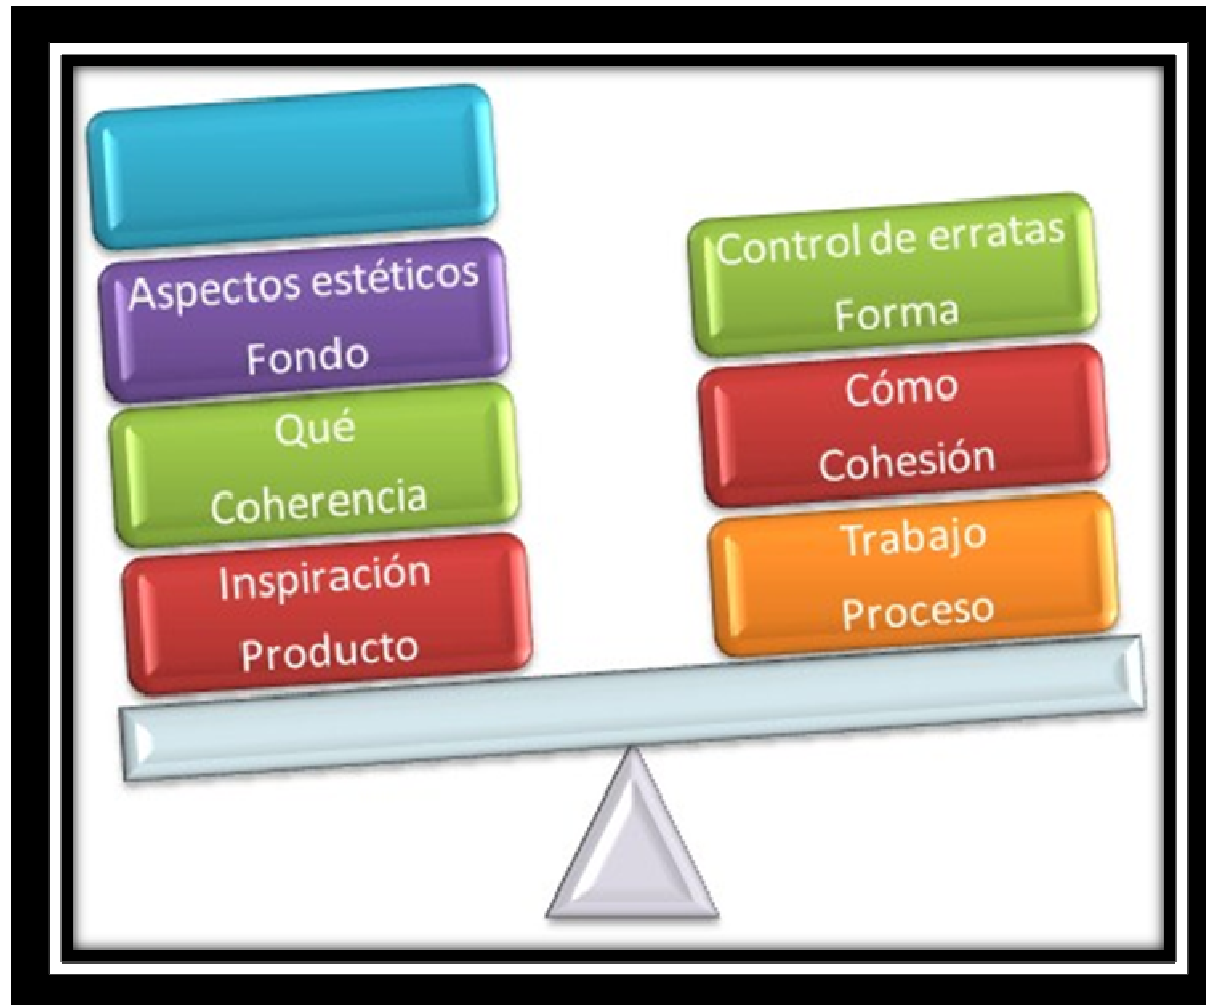 Aspectos estéticos
Fondo
Qué
Coherencia
Inspiración
Producto
Control de erratas
Forma
Cómo
Cohesión
Trabajo
Proceso